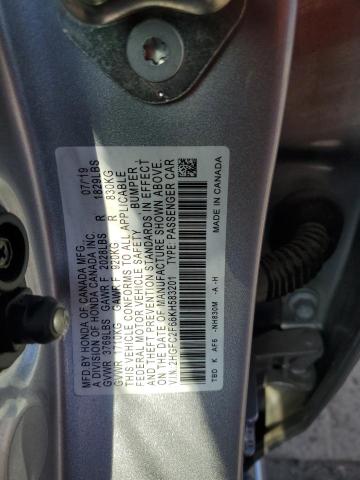 MFD. BY HONDA OF CANADA MFG. 07/19
A DIVISION OF HONDA CANADA INC.
GVWR 3769LBS GAWR F 2028LBS R 1829LBS
GVWR 1710KG GAWR F 920KG R 830KG
THIS VEHICLE CONFORMS TO ALL APPLICABLE
FEDERAL MOTOR VEHICLE SAFETY BUMPER,
AND THEFT PREVENTION STANDARDS IN EFFECT
ON THE DATE OF MANUFACTURE SHOWN ABOVE.
V.I.N. 2HGFC2F66KH583201 TYPE:PASSENGER CAR
TBD K AF6 -NH830M -A -H MADE IN CANADA